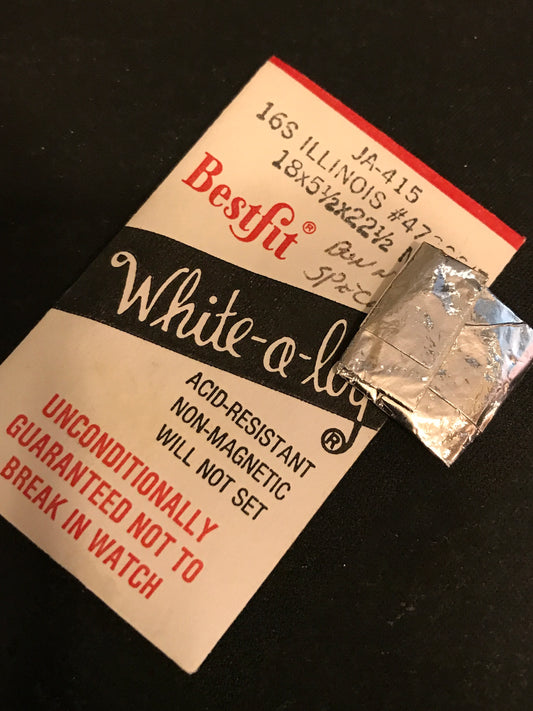 JA-415
16S ILLINOIS
18x5½x22½
Bestfit®
White-a-loy
®
ACID-RESISTANT
NON-MAGNETIC
WILL NOT SET
UNCONDITIONALLY
GUARANTEED NOT TO
BREAK IN WATCH